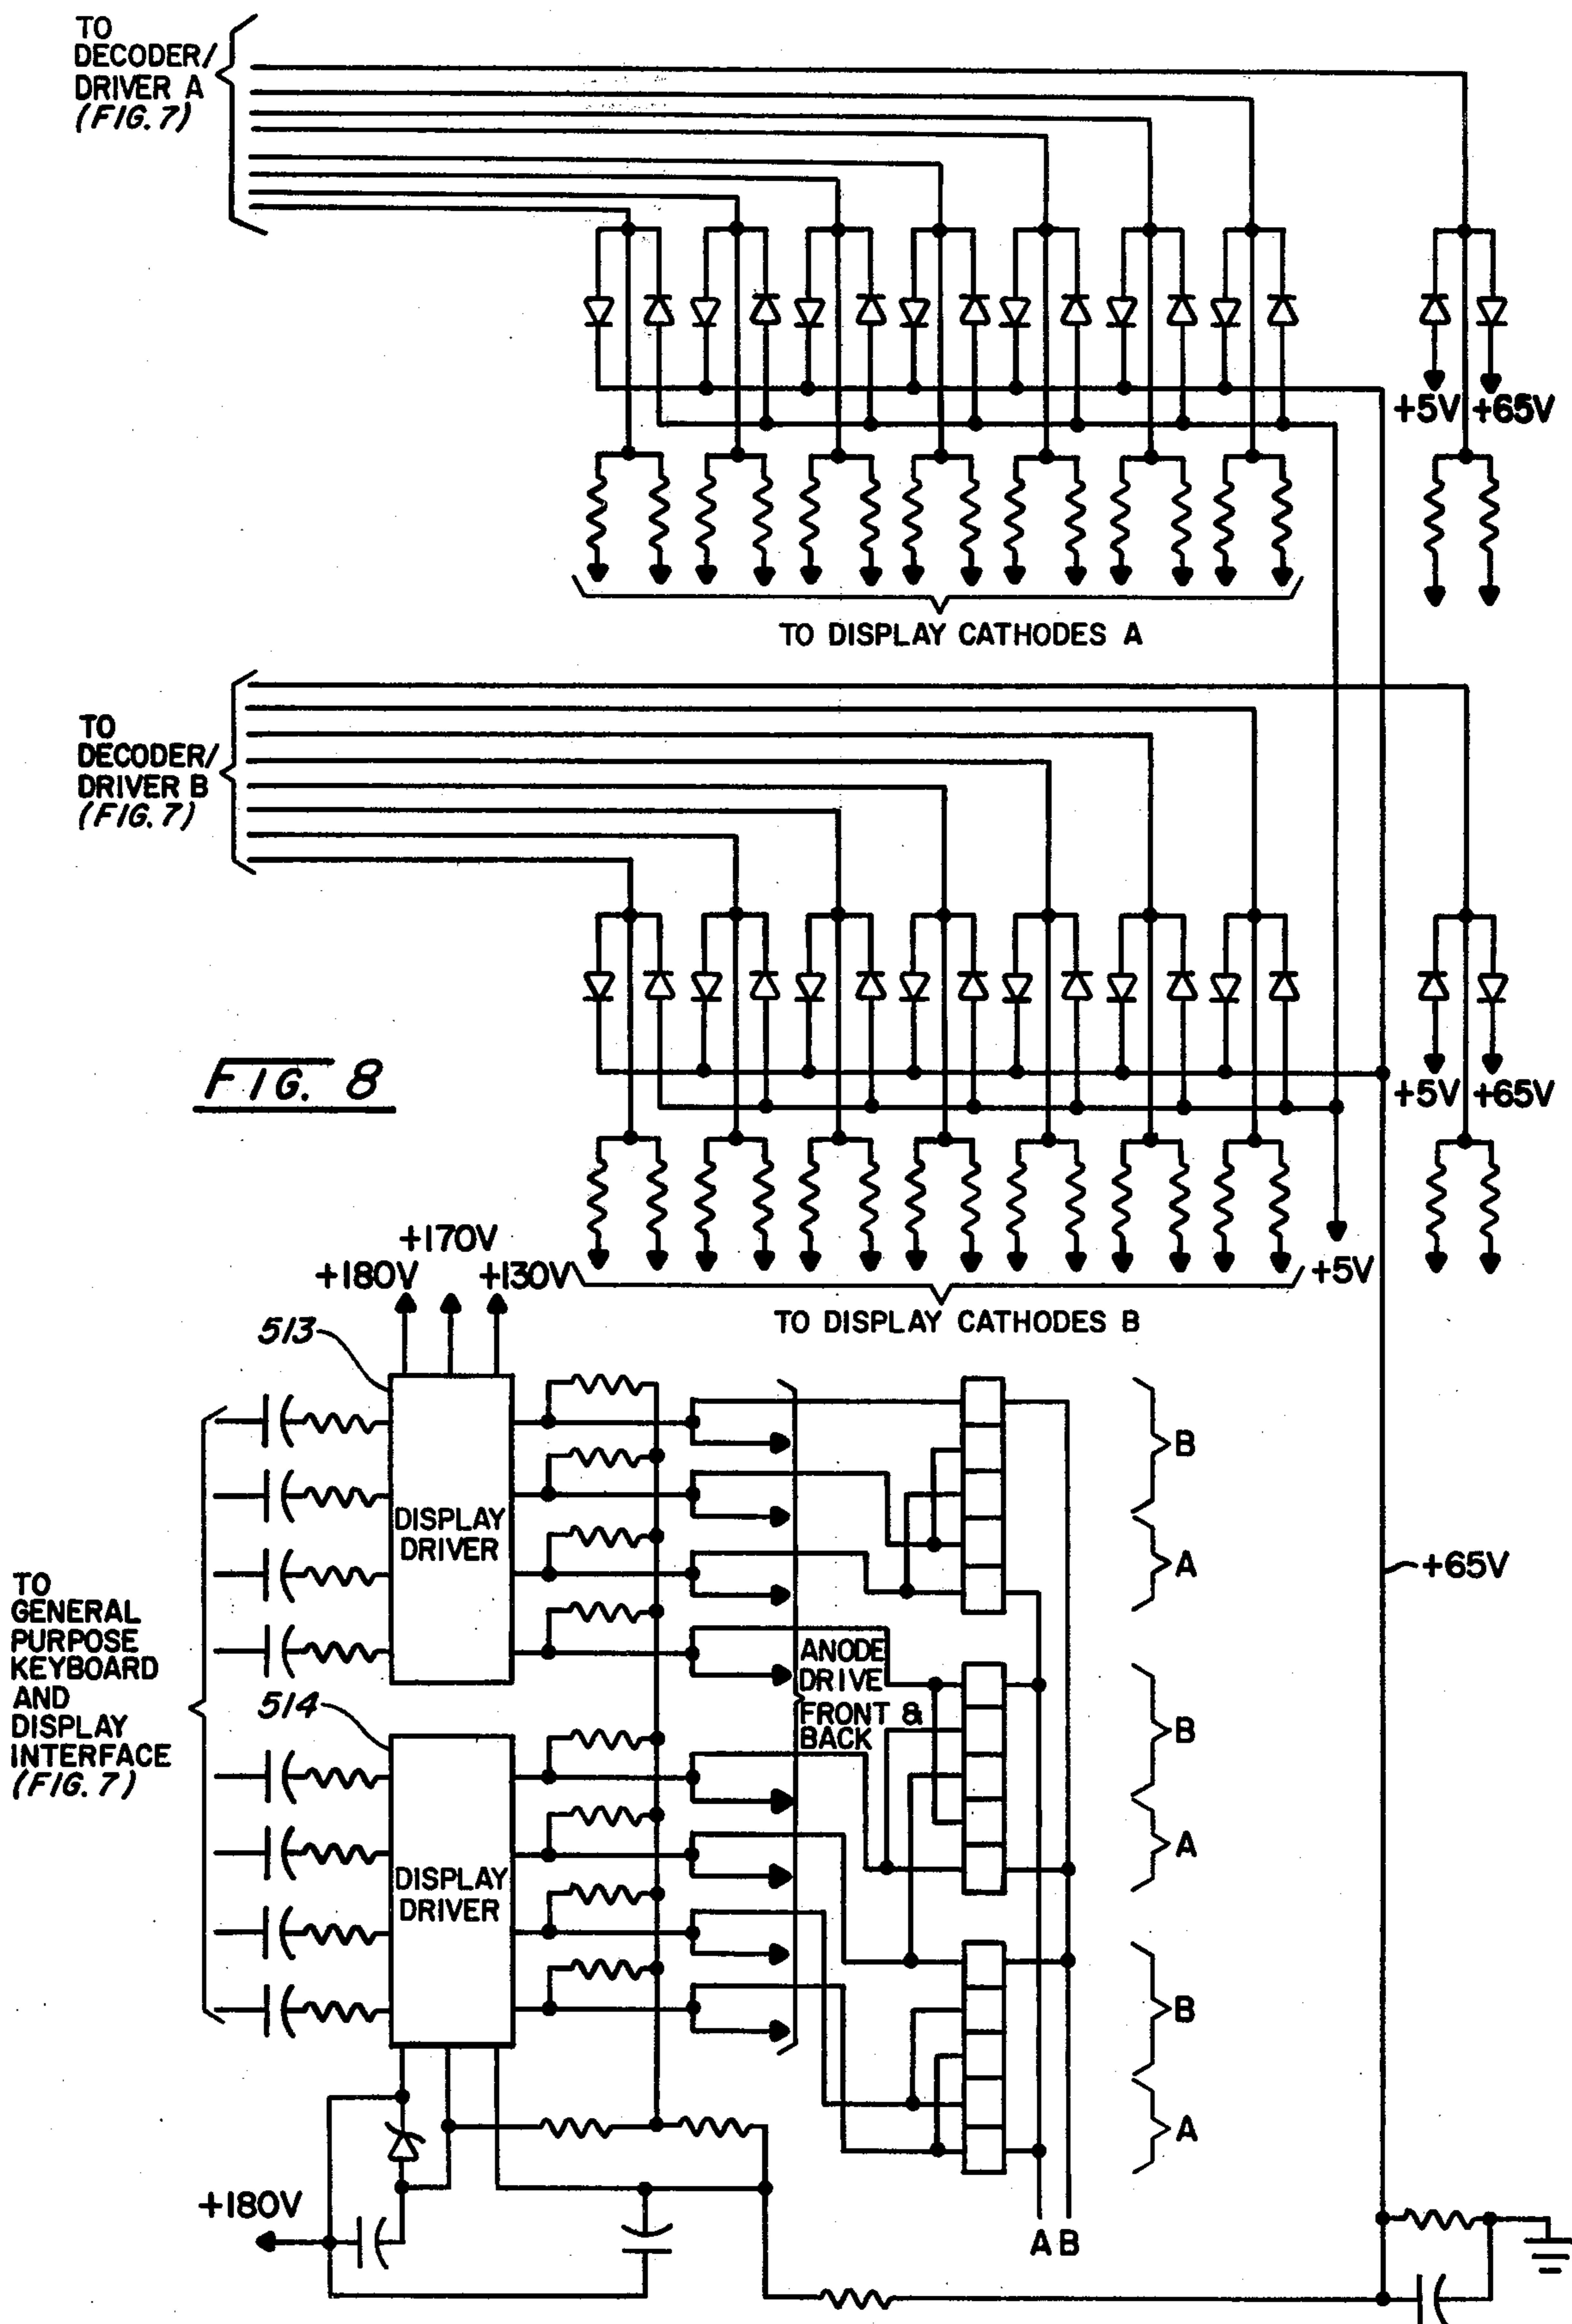 TO
DECODER/
DRIVER A
(FIG. 7)
+5V +65V
TO DISPLAY CATHODES A
TO
DECODER/
DRIVER B
(FIG. 7)
+5V +65V
FIG. 8
+170V
+180V +130V
+5V
TO DISPLAY CATHODES B
513
B
DISPLAY
DRIVER
A
+65V
TO
GENERAL
PURPOSE
KEYBOARD
AND
DISPLAY
INTERFACE
(FIG. 7)
ANODE
DRIVE
FRONT &
BACK
514
B
A
DISPLAY
DRIVER
B
A
+180V
A B